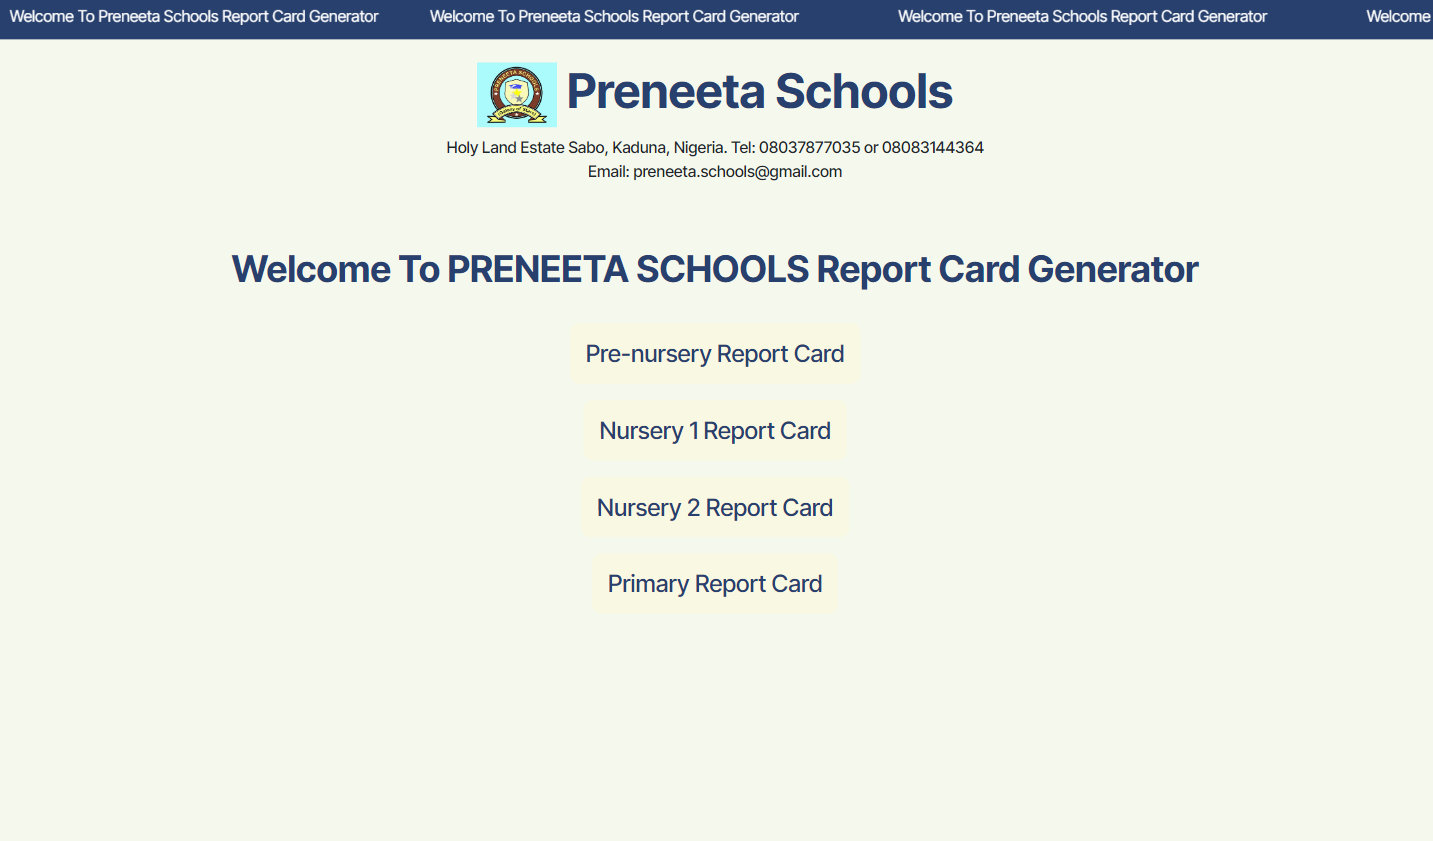 Welcome To Preneeta Schools Report Card Generator Welcome To Preneeta Schools Report Card Generator Welcome To Preneeta Schools Report Card Generator Welcome
PRENEETA SCHOOLS
Preneeta Schools
Holy Land Estate Sabo, Kaduna, Nigeria. Tel: 08037877035 or 08083144364
Email: preneeta.schools@gmail.com
Welcome To PRENEETA SCHOOLS Report Card Generator
Pre-nursery Report Card
Nursery 1 Report Card
Nursery 2 Report Card
Primary Report Card